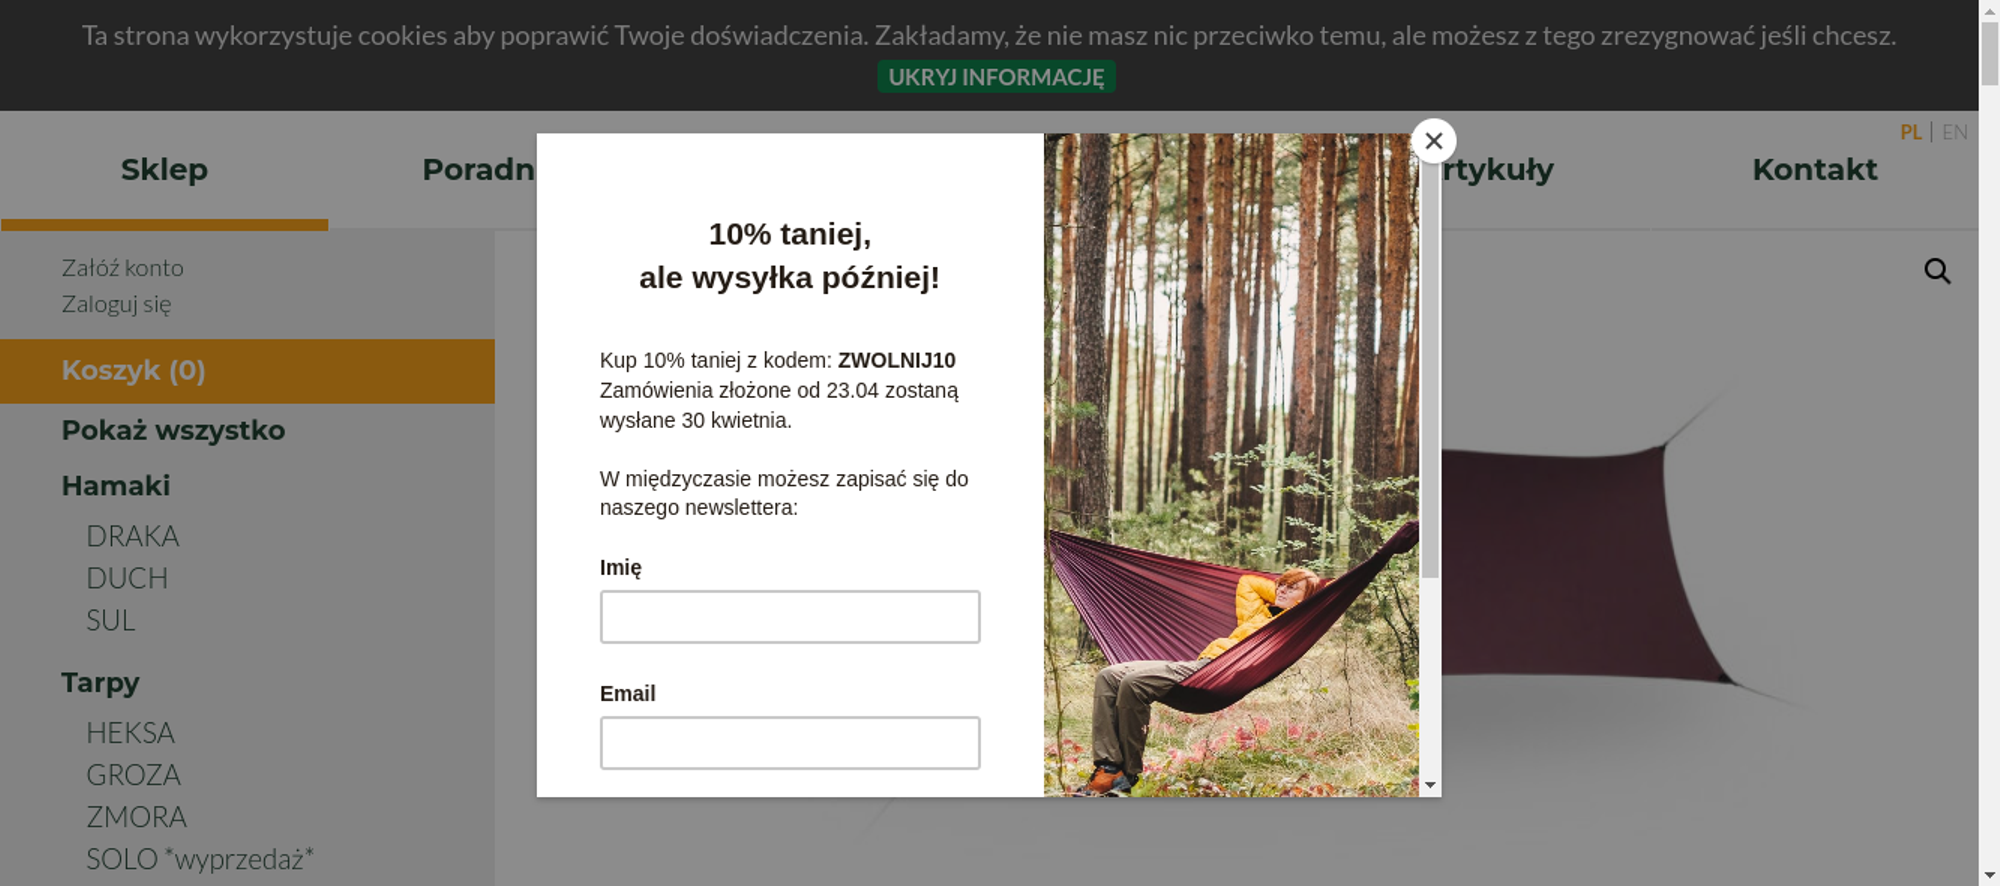 Ta strona wykorzystuje cookies aby poprawić Twoje doświadczenia. Zakładamy, że nie masz nic przeciwko temu, ale możesz z tego zrezygnować jeśli chcesz.
UKRYJ INFORMACJĘ
PL | EN
Sklep
Poradn
rtykuły
Kontakt
Załóź konto
Zaloguj się
Koszyk (0)
Pokaż wszystko
Hamaki
DRAKA
DUCH
SUL
Tarpy
HEKSA
GROZA
ZMORA
SOLO *wyprzedaż*
10% taniej,
ale wysyłka później!
Kup 10% taniej z kodem: ZWOLNIJ10
Zamówienia złożone od 23.04 zostaną
wysłane 30 kwietnia.
W międzyczasie możesz zapisać się do
naszego newslettera:
Imię
Email